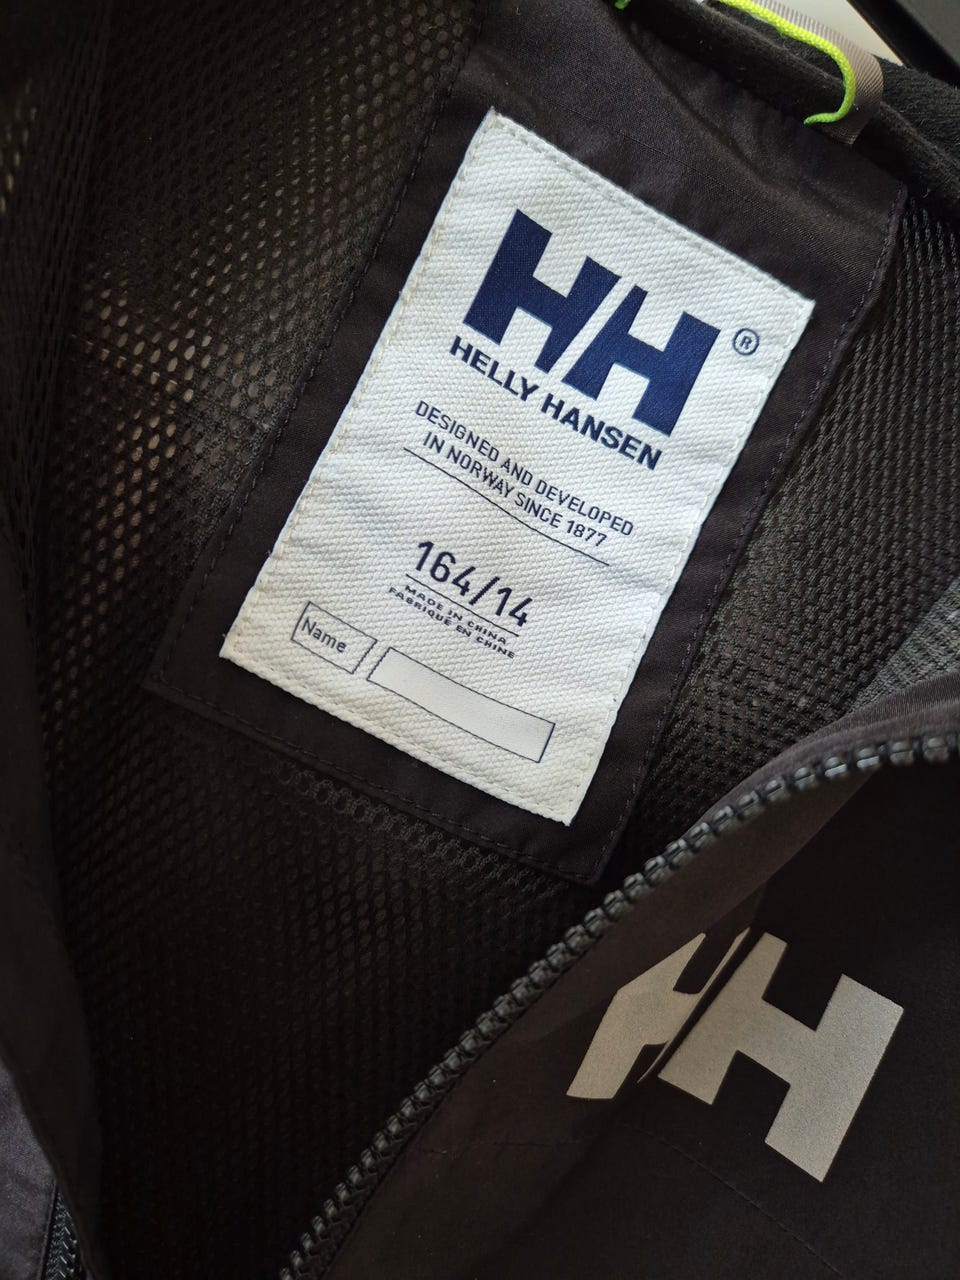 HH®
HELLY HANSEN
DESIGNED AND DEVELOPED
IN NORWAY SINCE 1877
164/14
MADE IN CHINA
FABRIQUÉ EN CHINE
Name
HH